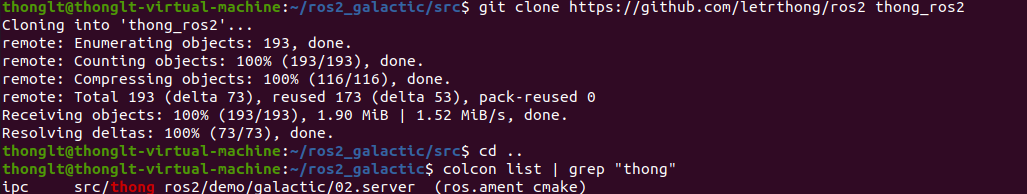 thonglt@thonglt-virtual-machine:~/ros2_galactic/src$ git clone https://github.com/letrthong/ros2 thong_ros2
Cloning into 'thong_ros2'...
remote: Enumerating objects: 193, done.
remote: Counting objects: 100% (193/193), done.
remote: Compressing objects: 100% (116/116), done.
remote: Total 193 (delta 73), reused 173 (delta 53), pack-reused 0
Receiving objects: 100% (193/193), 1.90 MiB | 1.52 MiB/s, done.
Resolving deltas: 100% (73/73), done.
thonglt@thonglt-virtual-machine:~/ros2_galactic/src$ cd ..
thonglt@thonglt-virtual-machine:~/ros2_galactic$ colcon list | grep "thon"
ipc src/thong_ros2/demo/galactic/02.server (ros.ament_cmake)